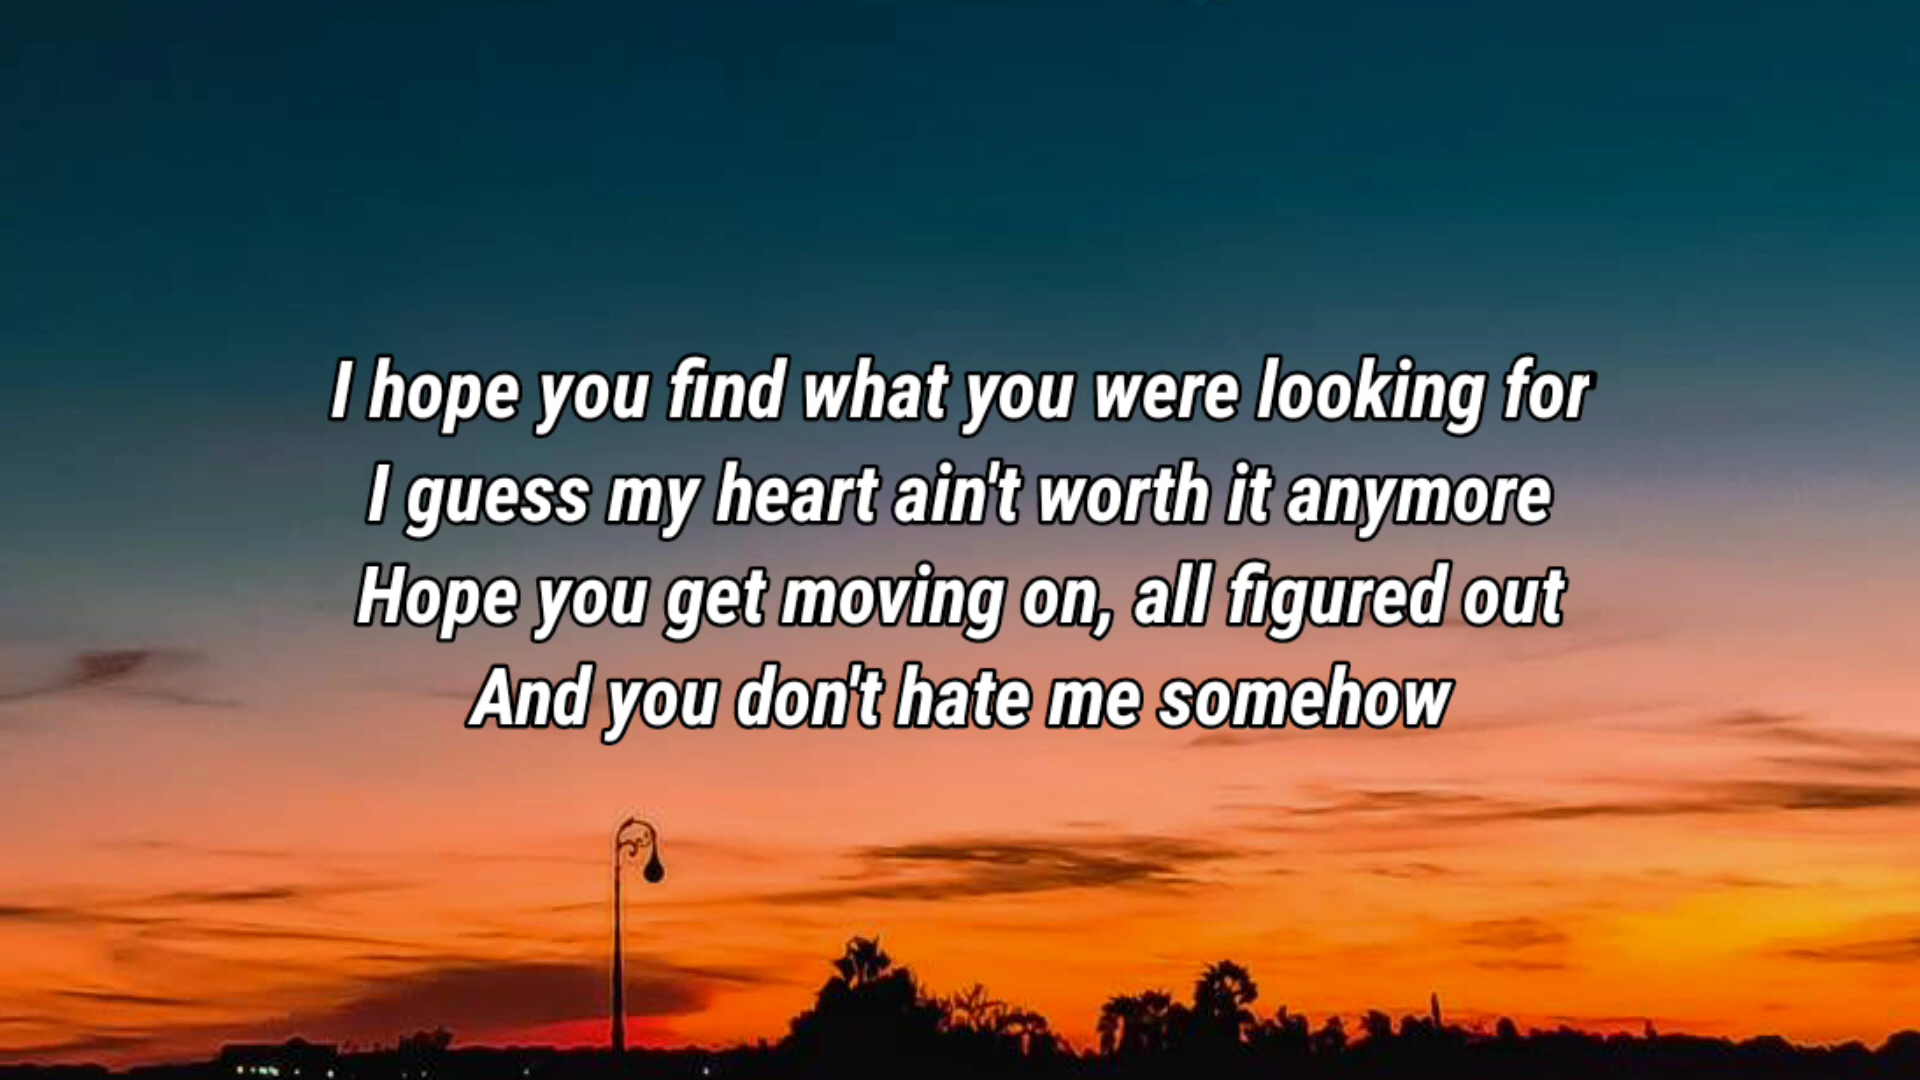 I hope you find what you were looking for
I guess my heart ain't worth it anymore
Hope you get moving on, all figured out
And you don't hate me somehow